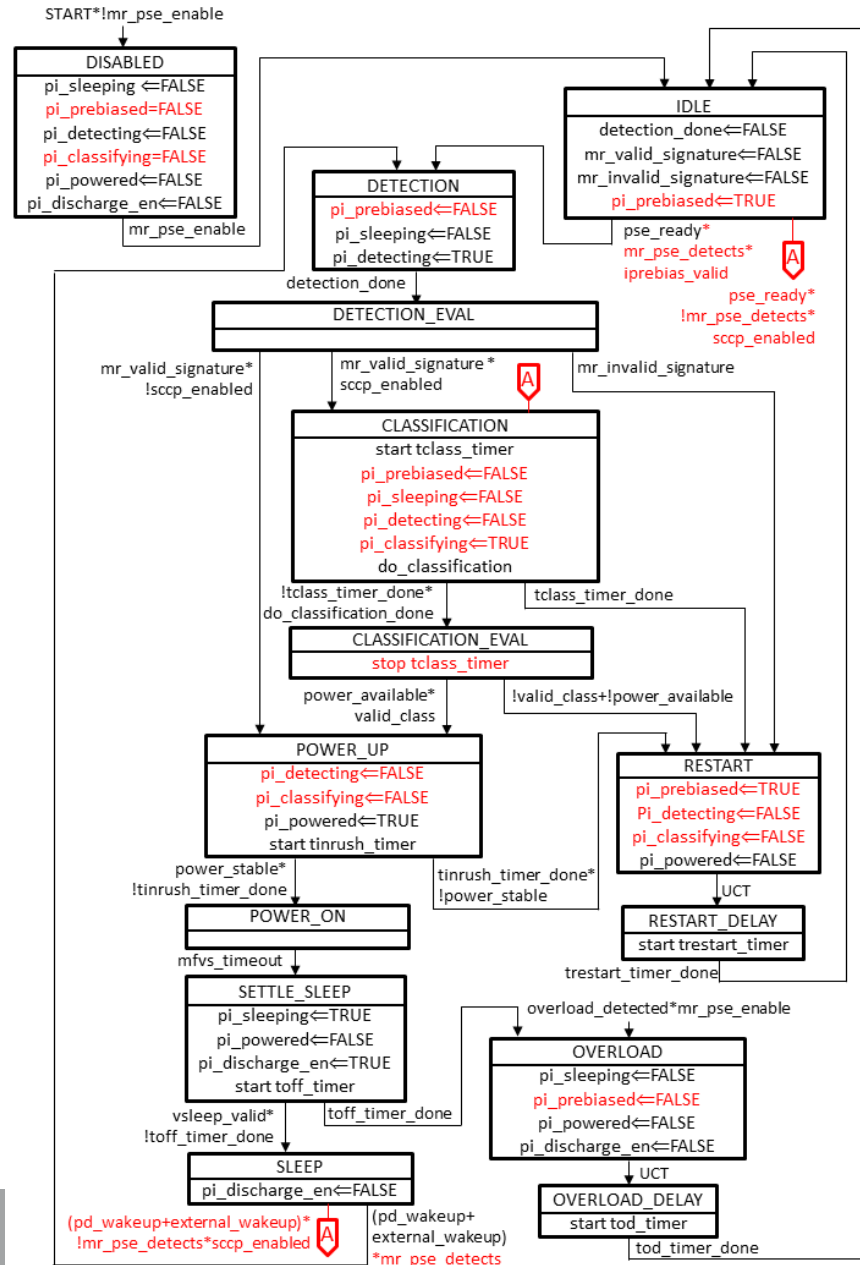 START*!mr_pse_enable
DISABLED
pi_sleeping ⇐FALSE
pi_prebiased=FALSE
pi_detecting⇐FALSE
pi_classifying=FALSE
pi_powered⇐FALSE
pi_discharge_en⇐FALSE
mr_pse_enable
IDLE
detection_done⇐FALSE
mr_valid_signature⇐FALSE
mr_invalid_signature⇐FALSE
pi_prebiased⇐TRUE
pse_ready*
mr_pse_detects*
iprebias_valid
A
pse_ready*
!mr_pse_detects*
sccp_enabled
DETECTION
pi_prebiased⇐FALSE
pi_sleeping⇐FALSE
pi_detecting⇐TRUE
detection_done
DETECTION_EVAL
mr_valid_signature*
!sccp_enabled
mr_valid_signature*
sccp_enabled
A
mr_invalid_signature
CLASSIFICATION
start tclass_timer
pi_prebiased⇐FALSE
pi_sleeping⇐FALSE
pi_detecting⇐FALSE
pi_classifying⇐TRUE
do_classification
!tclass_timer_done*
do_classification_done
tclass_timer_done
CLASSIFICATION_EVAL
stop tclass_timer
power_available*
valid_class
!valid_class+!power_available
POWER_UP
pi_detecting⇐FALSE
pi_classifying⇐FALSE
pi_powered⇐TRUE
start tinrush_timer
RESTART
pi_prebiased⇐TRUE
Pi_detecting⇐FALSE
pi_classifying⇐FALSE
pi_powered⇐FALSE
power_stable*
!tinrush_timer_done
tinrush_timer_done*
!power_stable
UCT
RESTART_DELAY
start trestart_timer
trestart_timer_done
POWER_ON
mfvs_timeout
SETTLE_SLEEP
pi_sleeping⇐TRUE
pi_powered⇐FALSE
pi_discharge_en⇐TRUE
start toff_timer
overload_detected*mr_pse_enable
OVERLOAD
pi_sleeping⇐FALSE
pi_prebiased⇐FALSE
pi_powered⇐FALSE
pi_discharge_en⇐FALSE
vsleep_valid*
!toff_timer_done
toff_timer_done
SLEEP
pi_discharge_en⇐FALSE
UCT
OVERLOAD_DELAY
start tod_timer
tod_timer_done
(pd_wakeup+external_wakeup)*
!mr_pse_detects*sccp_enabled
A
(pd_wakeup+
external_wakeup)
*mr_pse_detects